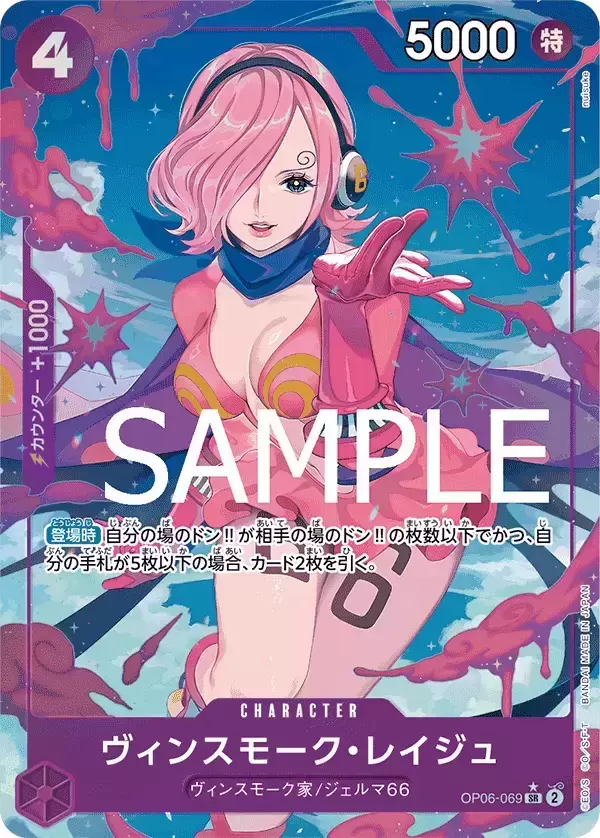 4
5000
特
nutsuke
カウンター +1000
B
SAMPLE
登場時 自分の場のドン!!が相手の場のドン!!の枚数以下でかつ、自
分の手札が5枚以下の場合、カード2枚を引く。
66
CHARACTER
ヴィンスモーク・レイジュ
ヴィンスモーク家/ジェルマ66
OP06-069 SR 2
©E.O/S. ©O/S・F・T BANDAI MADE IN JAPAN